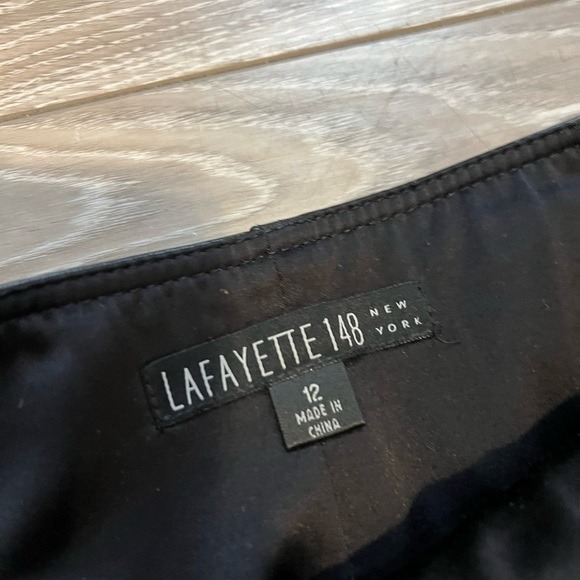 LAFAYETTE 148 NEW YORK
12
MADE IN
CHINA